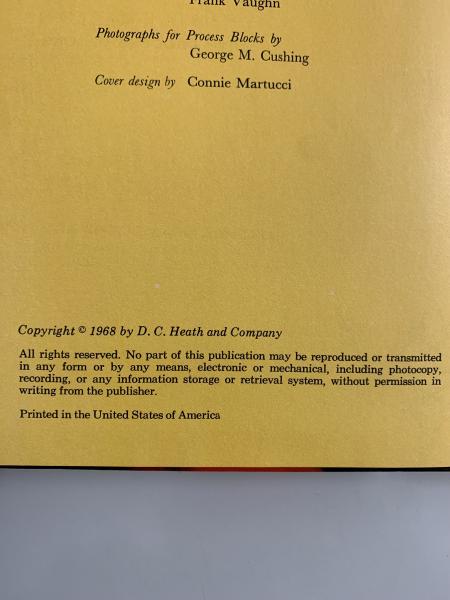 Frank Vaughn
Photographs for Process Blocks by
George M. Cushing
Cover design by Connie Martucci
Copyright © 1968 by D. C. Heath and Company
All rights reserved. No part of this publication may be reproduced or transmitted
in any form or by any means, electronic or mechanical, including photocopy,
recording, or any information storage or retrieval system, without permission in
writing from the publisher.
Printed in the United States of America